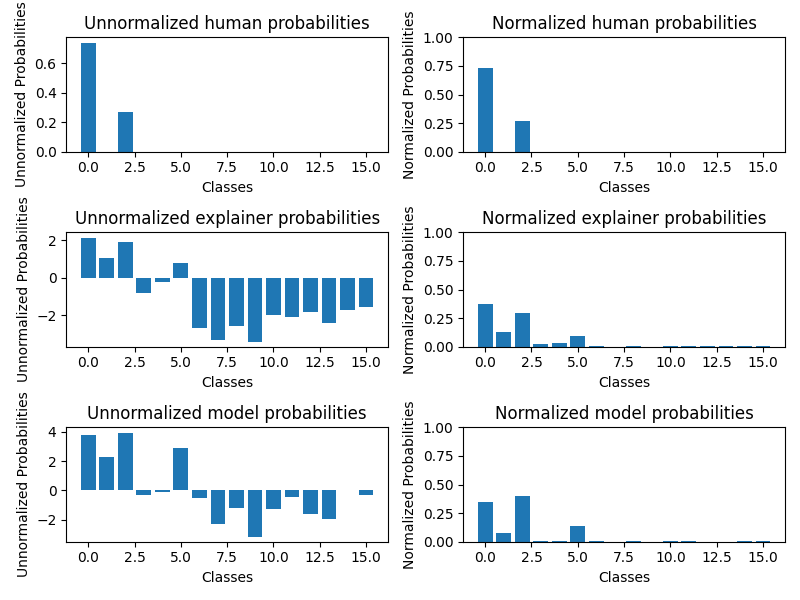 Unnormalized human probabilities
Unnormalized Probabilities
0.6
0.4
0.2
0.0
0.0 2.5 5.0 7.5 10.0 12.5 15.0
Classes
Normalized human probabilities
Normalized Probabilities
1.00
0.75
0.50
0.25
0.00
0.0 2.5 5.0 7.5 10.0 12.5 15.0
Classes
Unnormalized explainer probabilities
Unnormalized Probabilities
2
0
−2
0.0 2.5 5.0 7.5 10.0 12.5 15.0
Classes
Normalized explainer probabilities
Normalized Probabilities
1.00
0.75
0.50
0.25
0.00
0.0 2.5 5.0 7.5 10.0 12.5 15.0
Classes
Unnormalized model probabilities
Unnormalized Probabilities
4
2
0
−2
0.0 2.5 5.0 7.5 10.0 12.5 15.0
Classes
Normalized model probabilities
Normalized Probabilities
1.00
0.75
0.50
0.25
0.00
0.0 2.5 5.0 7.5 10.0 12.5 15.0
Classes